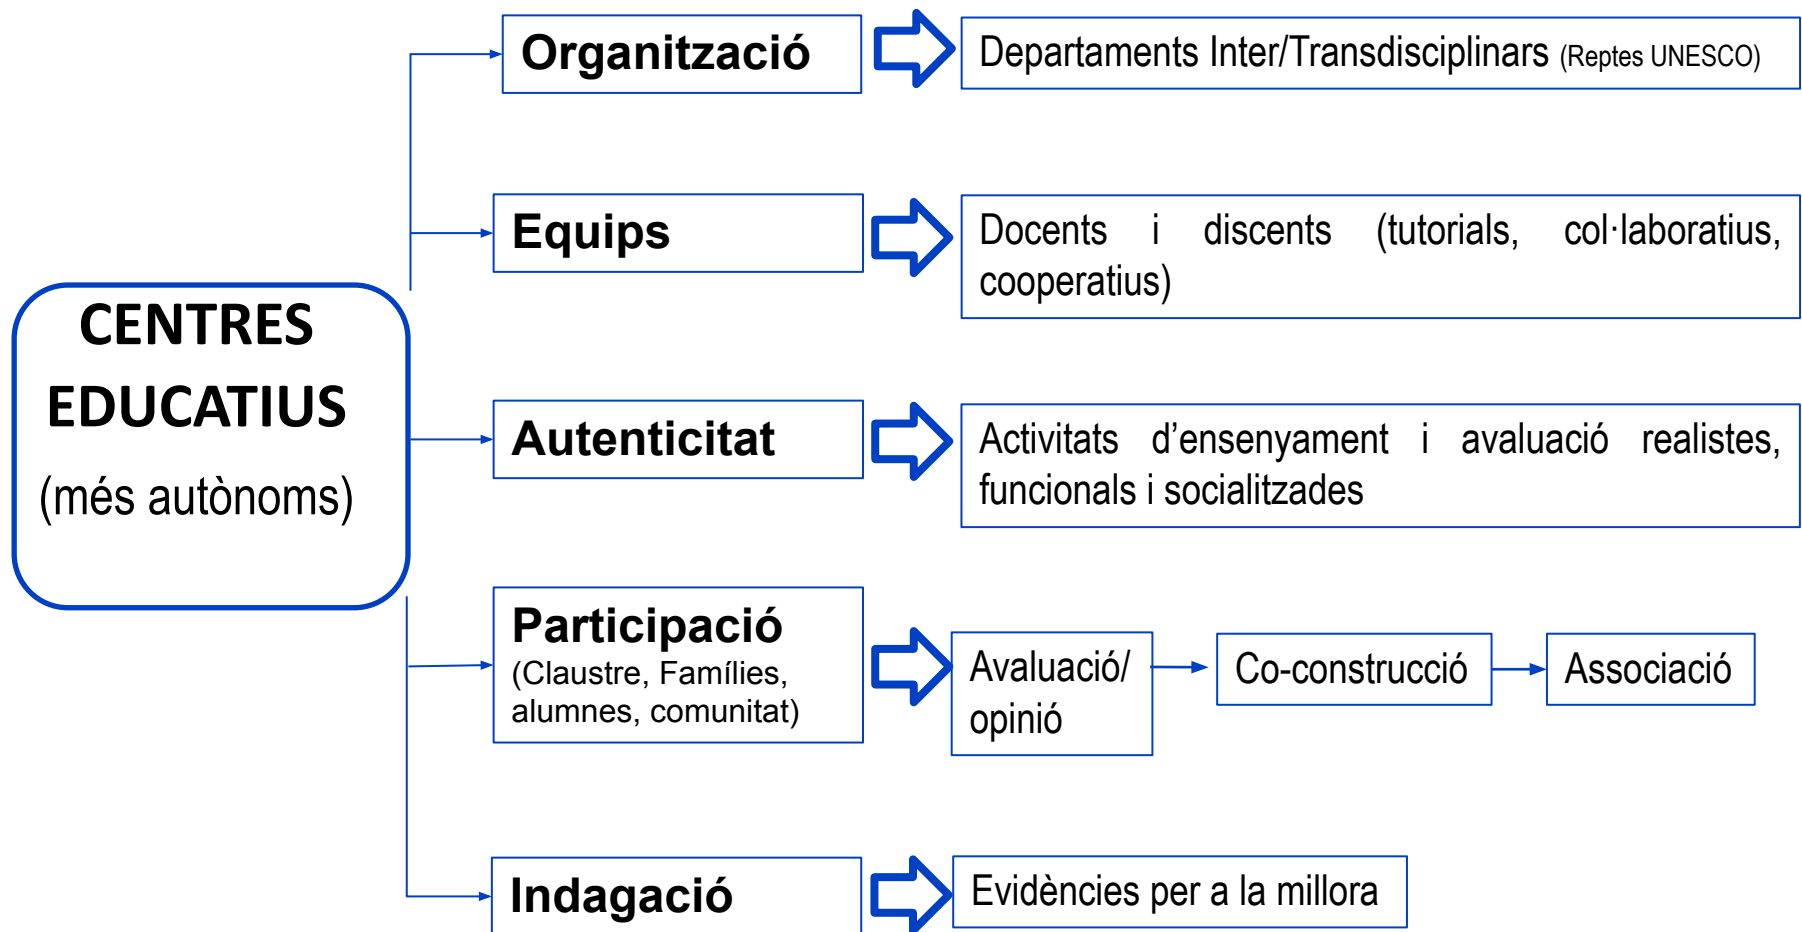 Organització
Departaments Inter/Transdisciplinars (Reptes UNESCO)
Equips
Docents i discents (tutorials, col·laboratius,
cooperatius)
CENTRES
EDUCATIUS
(més autònoms)
Autenticitat
Activitats d’ensenyament i avaluació realistes,
funcionals i socialitzades
Participació
(Claustre, Famílies,
alumnes, comunitat)
Avaluació/
opinió
Co-construcció
Associació
Indagació
Evidències per a la millora